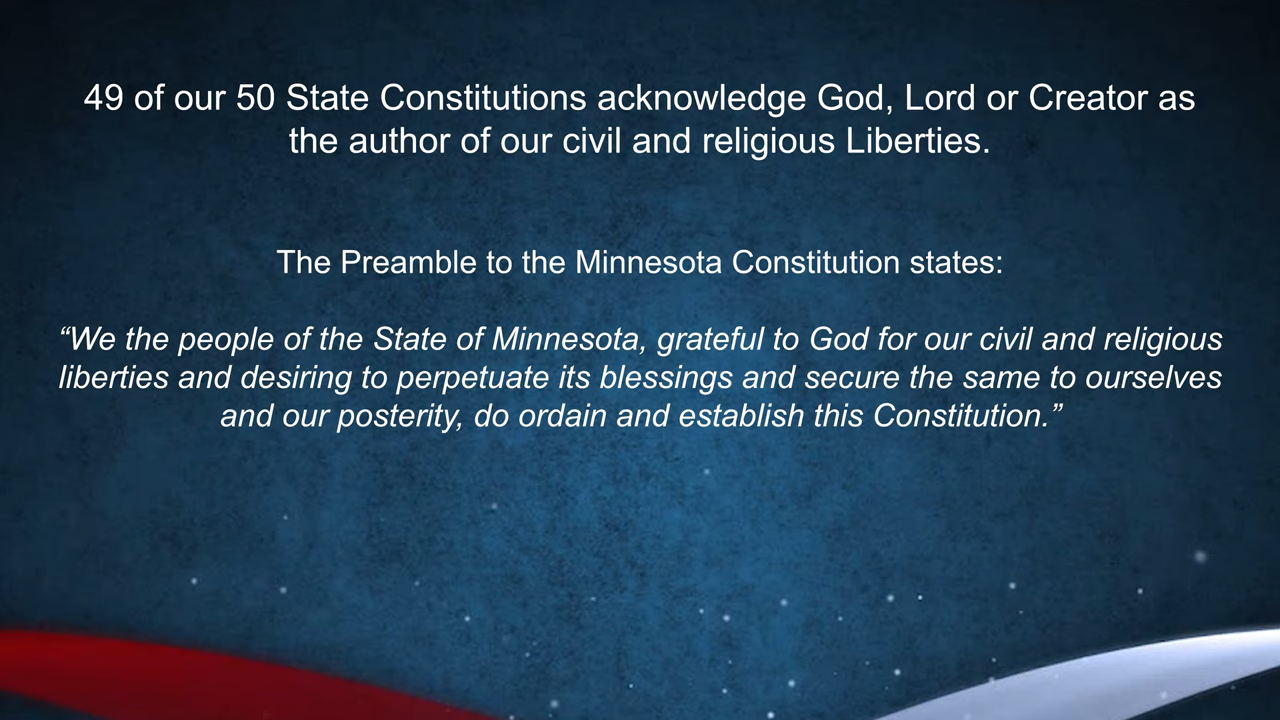 49 of our 50 State Constitutions acknowledge God, Lord or Creator as
the author of our civil and religious Liberties.
The Preamble to the Minnesota Constitution states:
“We the people of the State of Minnesota, grateful to God for our civil and religious
liberties and desiring to perpetuate its blessings and secure the same to ourselves
and our posterity, do ordain and establish this Constitution.”